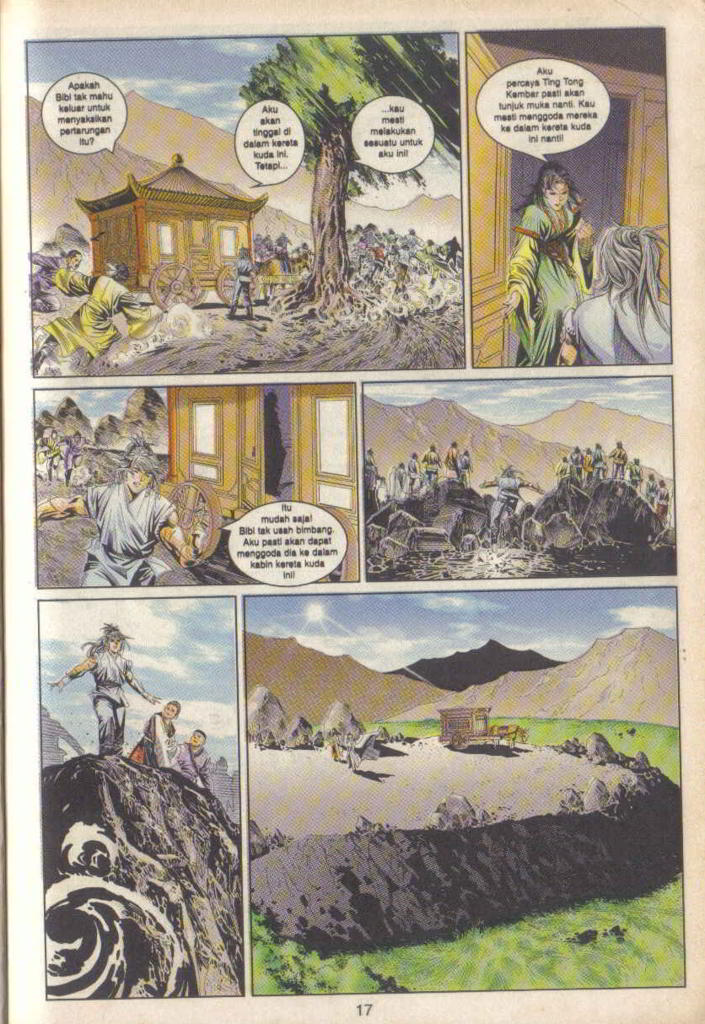 Apakah
Bibi tak mahu
keluar untuk
menyaksikan
pertarungan
itu?
Aku
akan
tinggal di
dalam kereta
kuda ini.
Tetapi...
...kau
mesti
melakukan
sesuatu untuk
aku ini!
Aku
percaya Ting Tong
Kembar pasti akan
tunjuk muka nanti. Kau
mesti menggoda mereka
ke dalam kereta kuda
ini nanti!
Itu
mudah saja!
Bibi tak usah bimbang.
Aku pasti akan dapat
menggoda dia ke dalam
kabin kereta kuda
ini!
17